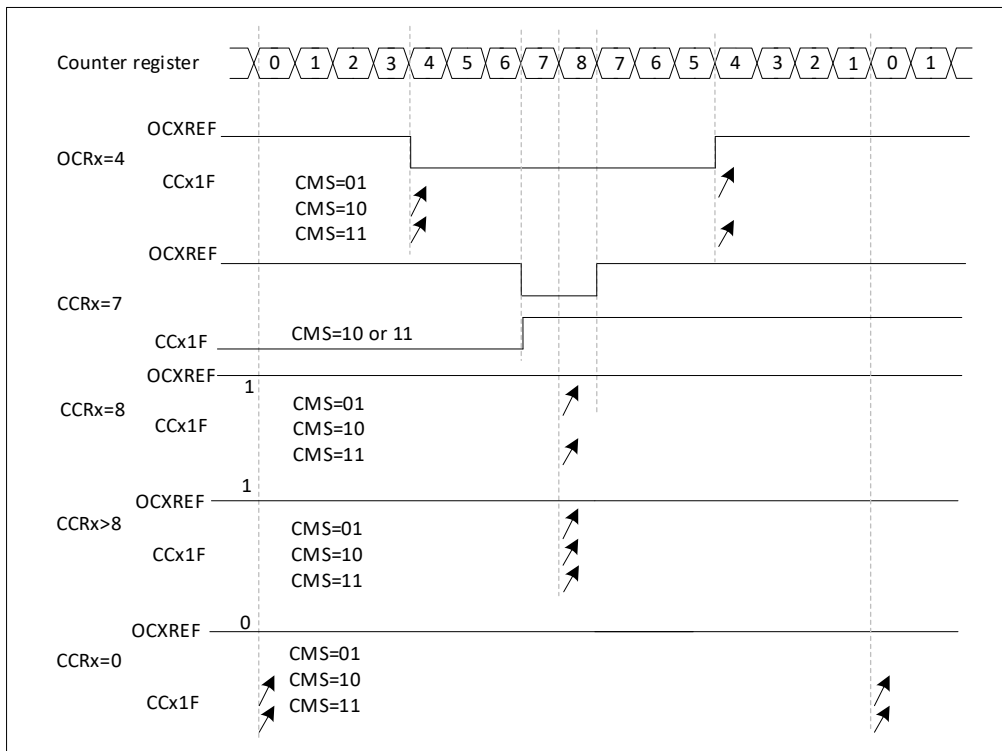 Counter register 0 1 2 3 4 5 6 7 8 7 6 5 4 3 2 1 0 1
OCXREF
OCRx=4
CCx1F
CMS=01
CMS=10
CMS=11
OCXREF
CCRx=7
CCx1F
CMS=10 or 11
OCXREF
1
CCRx=8
CCx1F
CMS=01
CMS=10
CMS=11
OCXREF
1
CCRx>8
CCx1F
CMS=01
CMS=10
CMS=11
OCXREF
0
CCRx=0
CCx1F
CMS=01
CMS=10
CMS=11